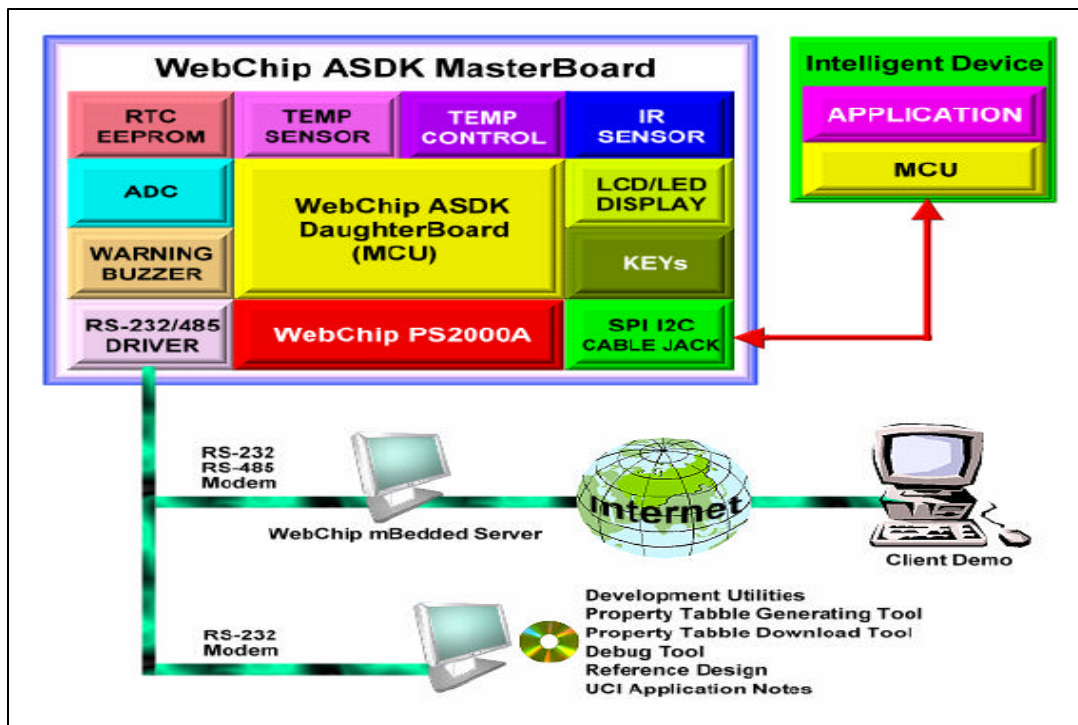 WebChip ASDK MasterBoard
RTC
EEPROM
TEMP
SENSOR
TEMP
CONTROL
IR
SENSOR
ADC
WebChip ASDK
DaughterBoard
(MCU)
LCD/LED
DISPLAY
WARNING
BUZZER
KEYs
RS-232/485
DRIVER
WebChip PS2000A
SPI I2C
CABLE JACK
Intelligent Device
APPLICATION
MCU
RS-232
RS-485
Modem
WebChip mBedded Server
Internet
Client Demo
RS-232
Modem
Development Utilities
Property Tabble Generating Tool
Property Tabble Download Tool
Debug Tool
Reference Design
UCI Application Notes